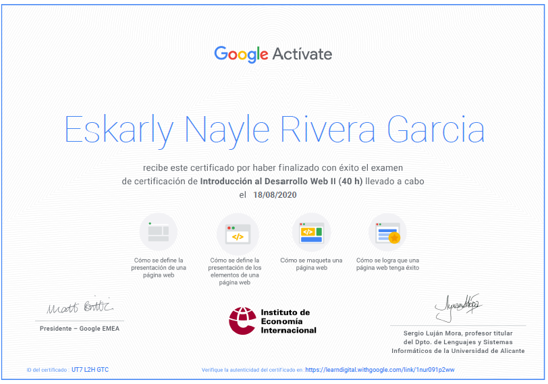 Google Actívate
Eskarly Nayle Rivera Garcia
recibe este certificado por haber finalizado con éxito el examen
de certificación de Introducción al Desarrollo Web II (40 h) llevado a cabo
el 18/08/2020
</>
</>
Cómo se define la
presentación de una
página web
Cómo se define la
presentación de los
elementos de una
página web
Cómo se maqueta una
página web
Cómo se logra que una
página web tenga éxito
Presidente – Google EMEA
Instituto de
Economía
Internacional
Sergio Luján Mora, profesor titular
del Dpto. de Lenguajes y Sistemas
Informáticos de la Universidad de Alicante
ID del certificado: UT7 L2H GTC
Verifique la autenticidad del certificado en: https://learndigital.withgoogle.com/link/1nur091p2ww